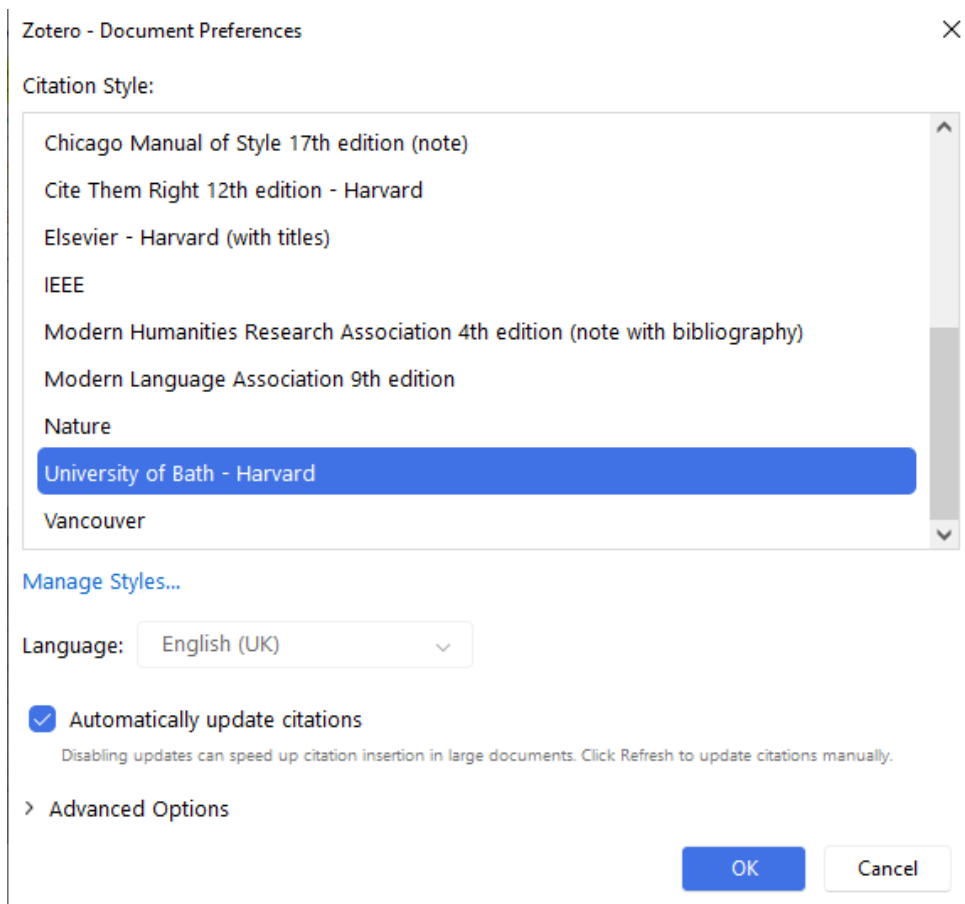 Zotero - Document Preferences
Citation Style:
Chicago Manual of Style 17th edition (note)
Cite Them Right 12th edition - Harvard
Elsevier - Harvard (with titles)
IEEE
Modern Humanities Research Association 4th edition (note with bibliography)
Modern Language Association 9th edition
Nature
University of Bath - Harvard
Vancouver
Manage Styles...
Language: English (UK)
Automatically update citations
Disabling updates can speed up citation insertion in large documents. Click Refresh to update citations manually.
Advanced Options
OK Cancel